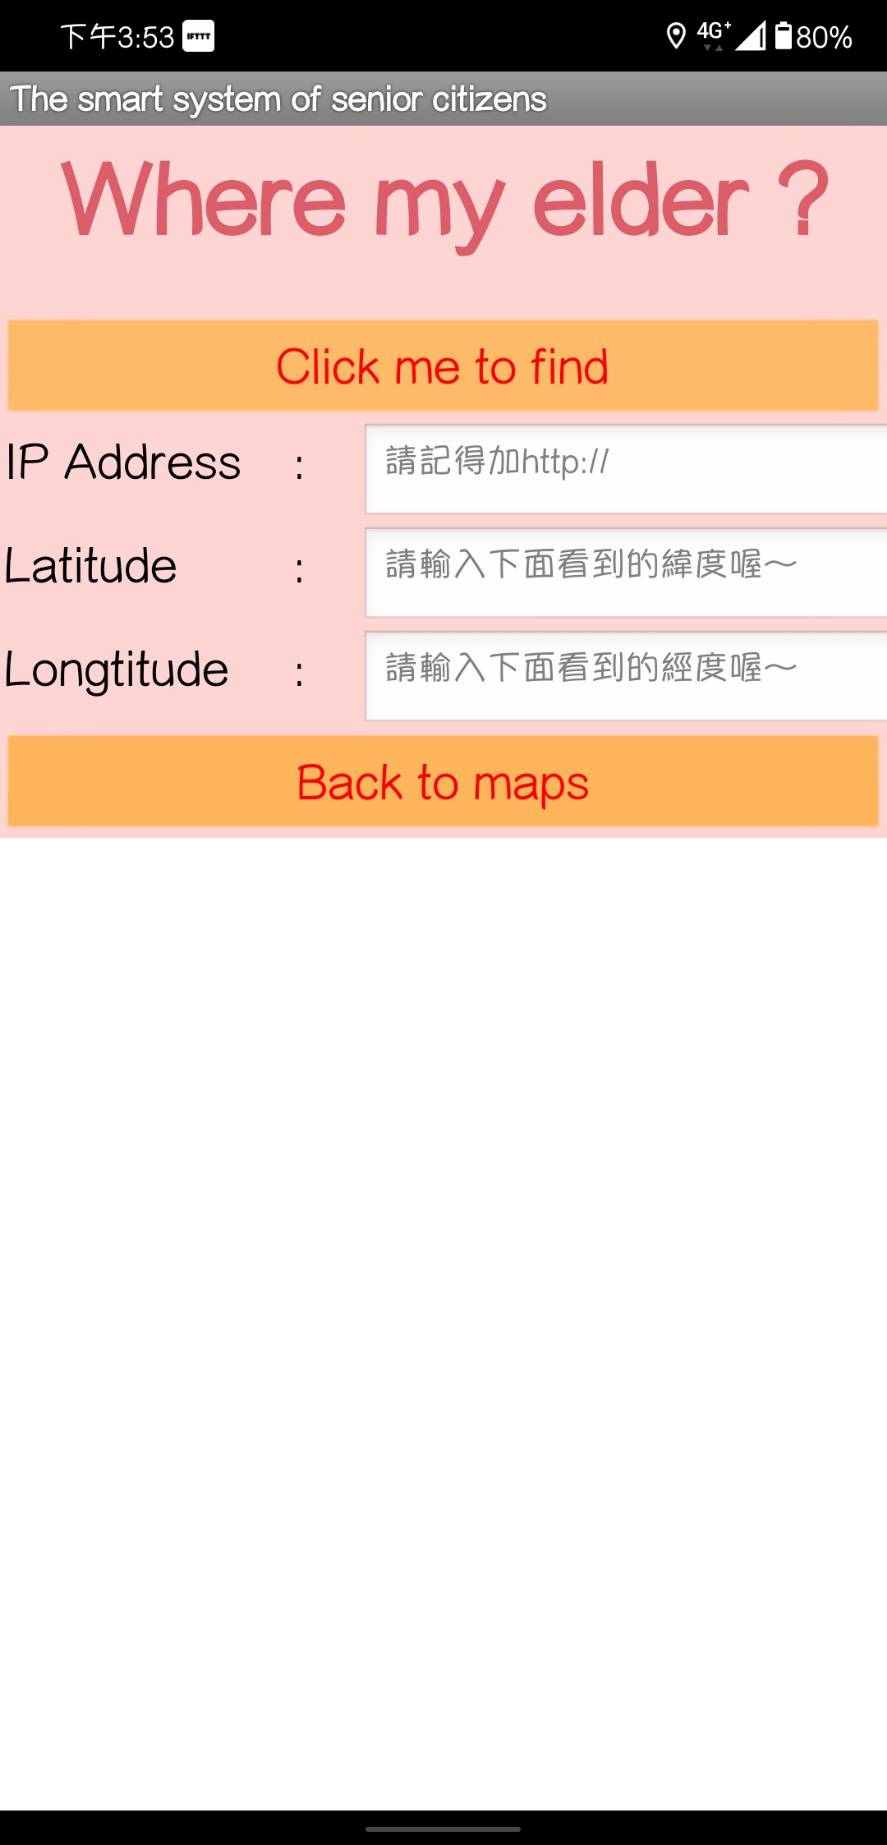 下午3:53 IFTTT 4G+ 80%
The smart system of senior citizens
Where my elder ?
Click me to find
IP Address : 請記得加http://
Latitude : 請輸入下面看到的緯度喔～
Longtitude : 請輸入下面看到的經度喔～
Back to maps